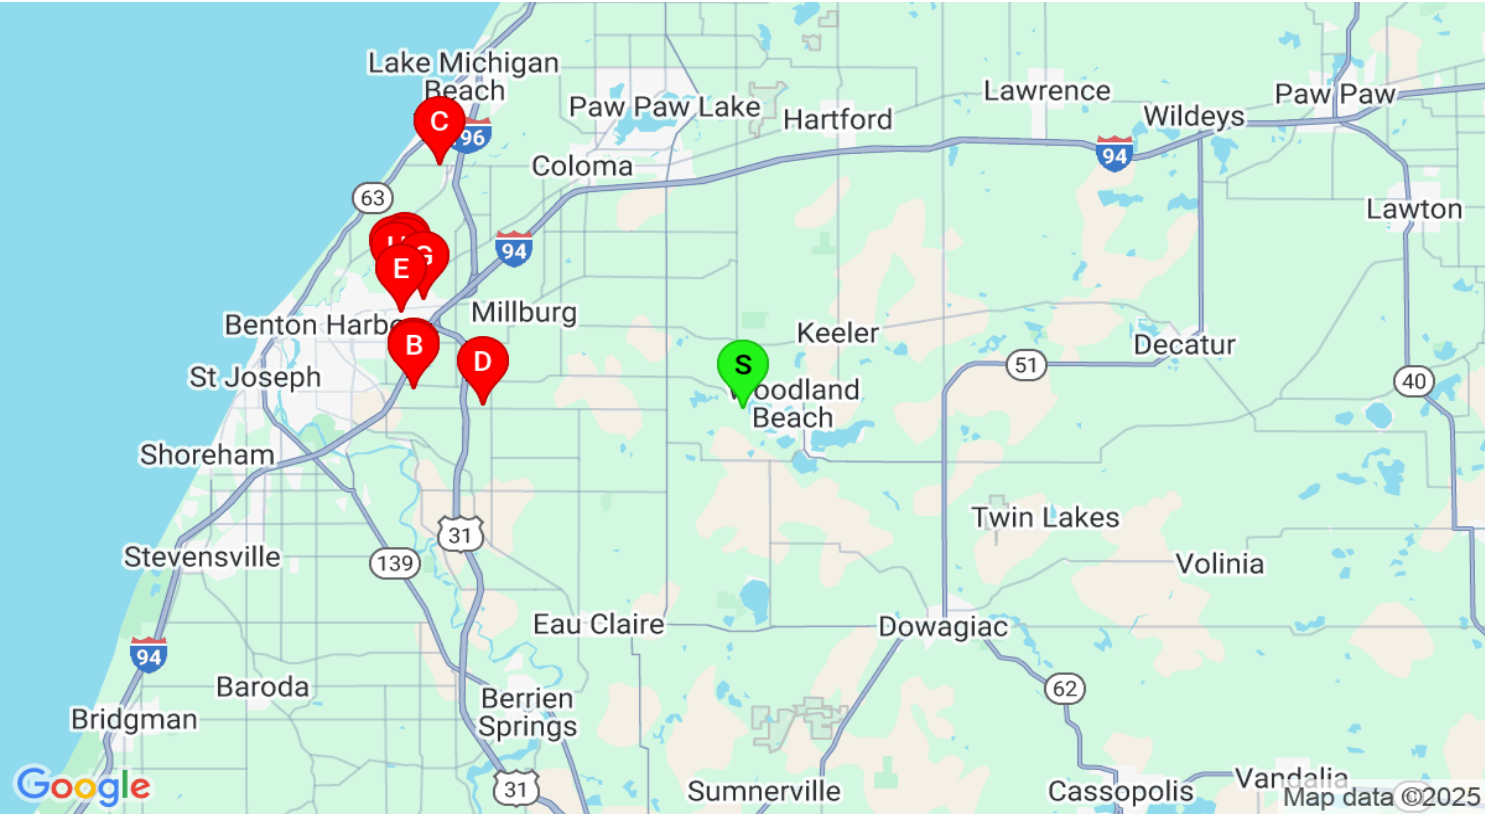 Lake Michigan
Beach
C
96
Paw Paw Lake
Hartford
Lawrence
Wildeys
Paw Paw
94
Coloma
63
Lawton
94
G
E
Millburg
Benton Harbo
B
D
Keeler
Decatur
S
51
40
St Joseph
Woodland
Beach
Shoreham
Twin Lakes
31
Stevensville
139
Volinia
Eau Claire
Dowagiac
94
Baroda
62
Berrien
Springs
Bridgman
Google
31
Sumnerville
Cassopolis
Vandalia
Map data ©2025